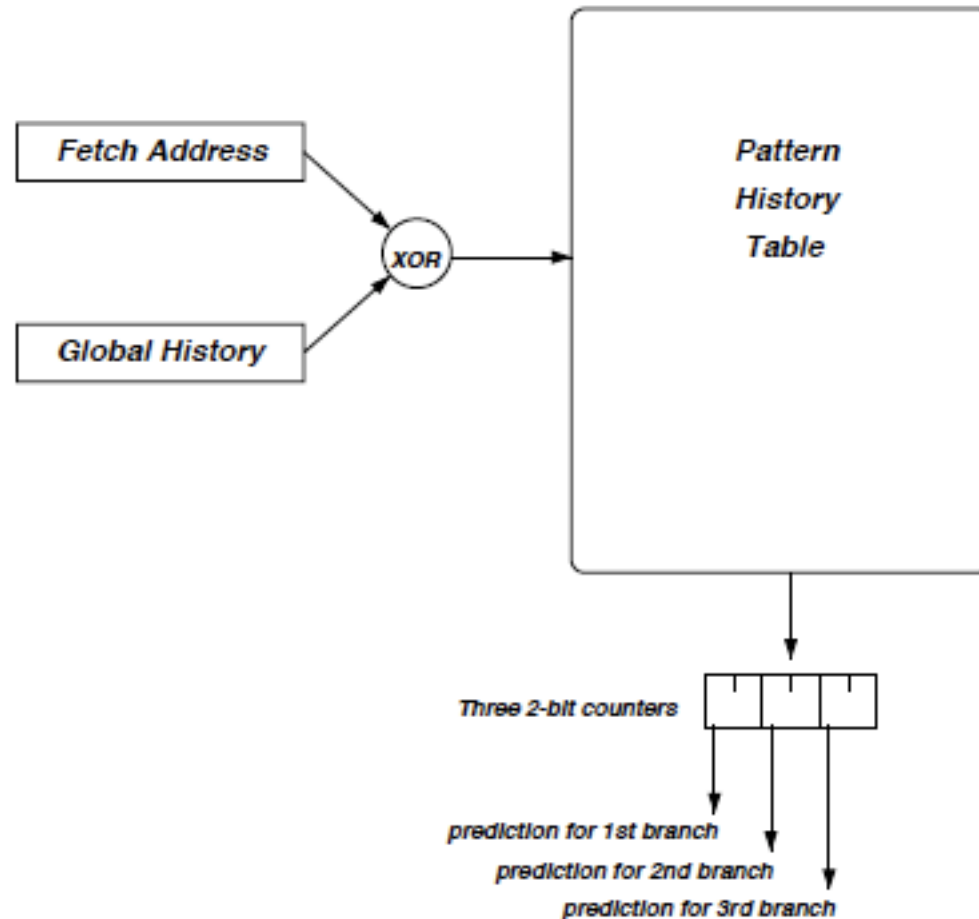 Fetch Address
Global History
XOR
Pattern
History
Table
Three 2-bit counters
prediction for 1st branch
prediction for 2nd branch
prediction for 3rd branch